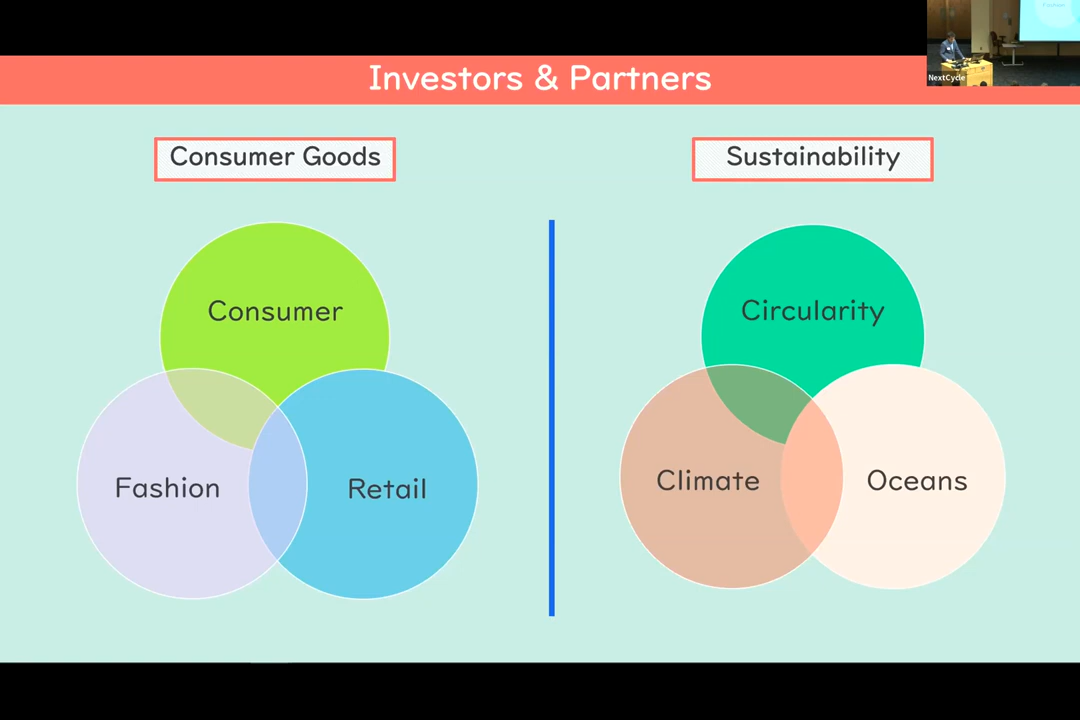 Investors & Partners
NextCycle
Consumer Goods
Sustainability
Consumer
Circularity
Fashion
Retail
Climate
Oceans